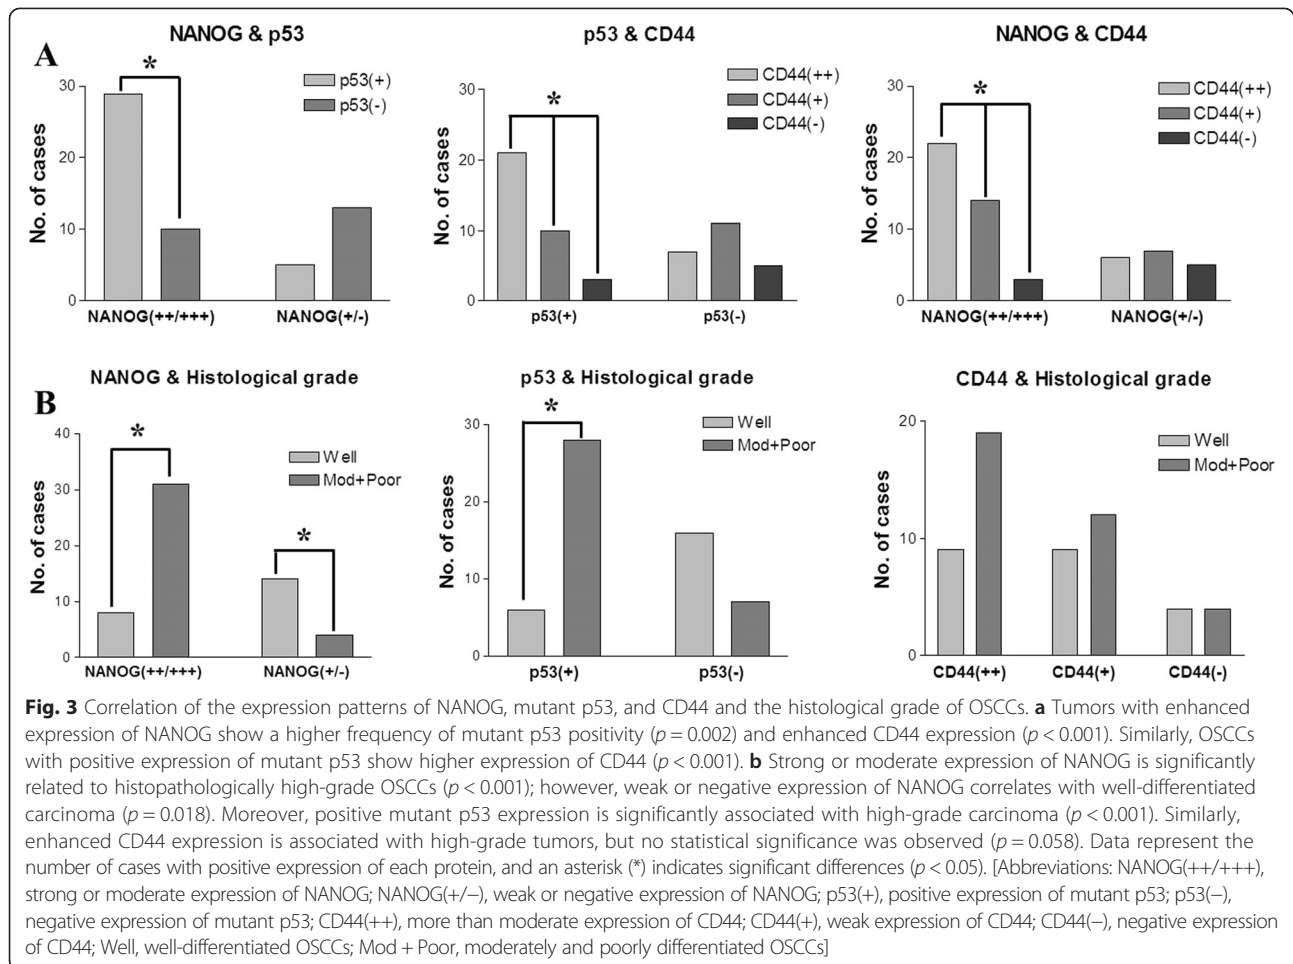 A
NANOG & p53
*
p53(+)
p53(-)
No. of cases
30
20
10
0
NANOG(++/+++)
NANOG(+/-)
p53 & CD44
*
CD44(++)
CD44(+)
CD44(-)
No. of cases
30
20
10
0
p53(+)
p53(-)
NANOG & CD44
*
CD44(++)
CD44(+)
CD44(-)
No. of cases
30
20
10
0
NANOG(++/+++)
NANOG(+/-)
B
NANOG & Histological grade
*
*
Well
Mod+Poor
No. of cases
40
30
20
10
0
NANOG(++/+++)
NANOG(+/-)
p53 & Histological grade
*
Well
Mod+Poor
No. of cases
30
20
10
0
p53(+)
p53(-)
CD44 & Histological grade
Well
Mod+Poor
No. of cases
20
10
0
CD44(++)
CD44(+)
CD44(-)
Fig. 3 Correlation of the expression patterns of NANOG, mutant p53, and CD44 and the histological grade of OSCCs. a Tumors with enhanced
expression of NANOG show a higher frequency of mutant p53 positivity (p = 0.002) and enhanced CD44 expression (p < 0.001). Similarly, OSCCs
with positive expression of mutant p53 show higher expression of CD44 (p < 0.001). b Strong or moderate expression of NANOG is significantly
related to histopathologically high-grade OSCCs (p < 0.001); however, weak or negative expression of NANOG correlates with well-differentiated
carcinoma (p = 0.018). Moreover, positive mutant p53 expression is significantly associated with high-grade carcinoma (p < 0.001). Similarly,
enhanced CD44 expression is associated with high-grade tumors, but no statistical significance was observed (p = 0.058). Data represent the
number of cases with positive expression of each protein, and an asterisk (*) indicates significant differences (p < 0.05). [Abbreviations: NANOG(++/+++),
strong or moderate expression of NANOG; NANOG(+/−), weak or negative expression of NANOG; p53(+), positive expression of mutant p53; p53(−),
negative expression of mutant p53; CD44(++), more than moderate expression of CD44; CD44(+), weak expression of CD44; CD44(−), negative expression
of CD44; Well, well-differentiated OSCCs; Mod + Poor, moderately and poorly differentiated OSCCs]